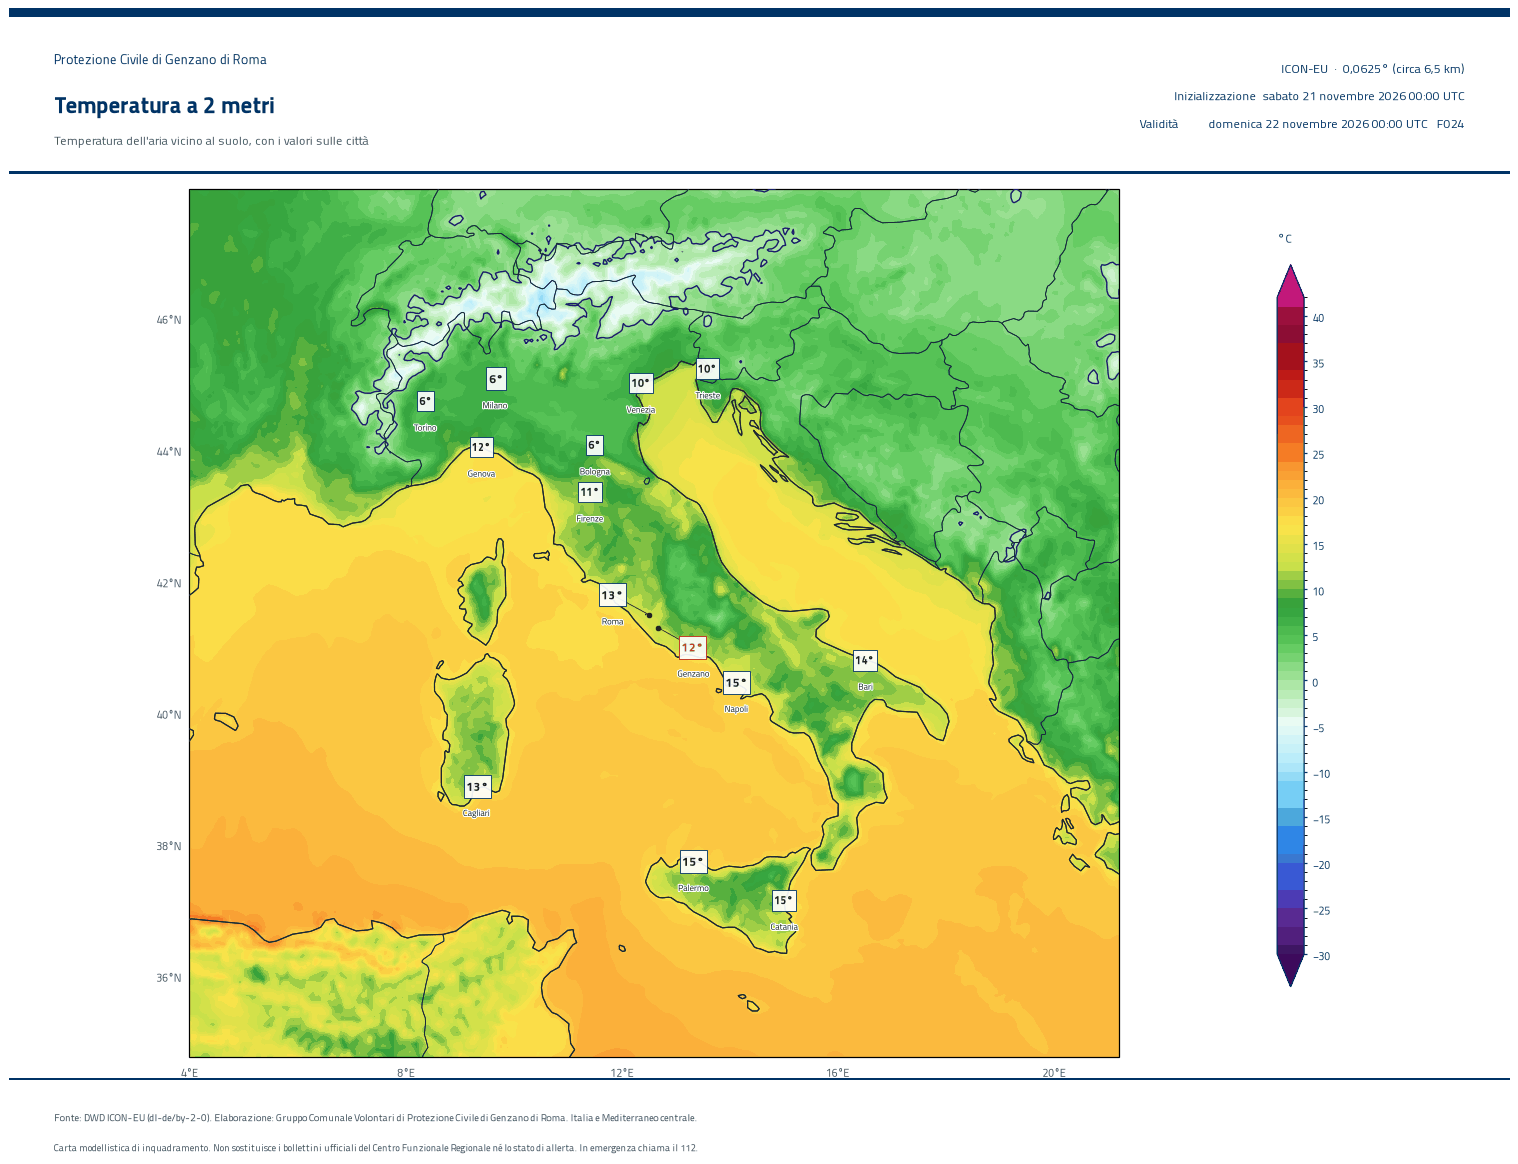 Protezione Civile di Genzano di Roma
Temperatura a 2 metri
Temperatura dell'aria vicino al suolo, con i valori sulle città
ICON-EU · 0,0625° (circa 6,5 km)
Inizializzazione sabato 21 novembre 2026 00:00 UTC
Validità domenica 22 novembre 2026 00:00 UTC F024
°C
40
35
30
25
20
15
10
5
0
−5
−10
−15
−20
−25
−30
46°N
44°N
42°N
40°N
38°N
36°N
4°E
8°E
12°E
16°E
20°E
10°
Trieste
6°
Milano
10°
Venezia
6°
Torino
12°
Genova
6°
Bologna
11°
Firenze
13°
Roma
12°
Genzano
14°
Bari
15°
Napoli
13°
Cagliari
15°
Palermo
15°
Catania
Fonte: DWD ICON-EU (dl-de/by-2-0). Elaborazione: Gruppo Comunale Volontari di Protezione Civile di Genzano di Roma. Italia e Mediterraneo centrale.
Carta modellistica di inquadramento. Non sostituisce i bollettini ufficiali del Centro Funzionale Regionale né lo stato di allerta. In emergenza chiama il 112.